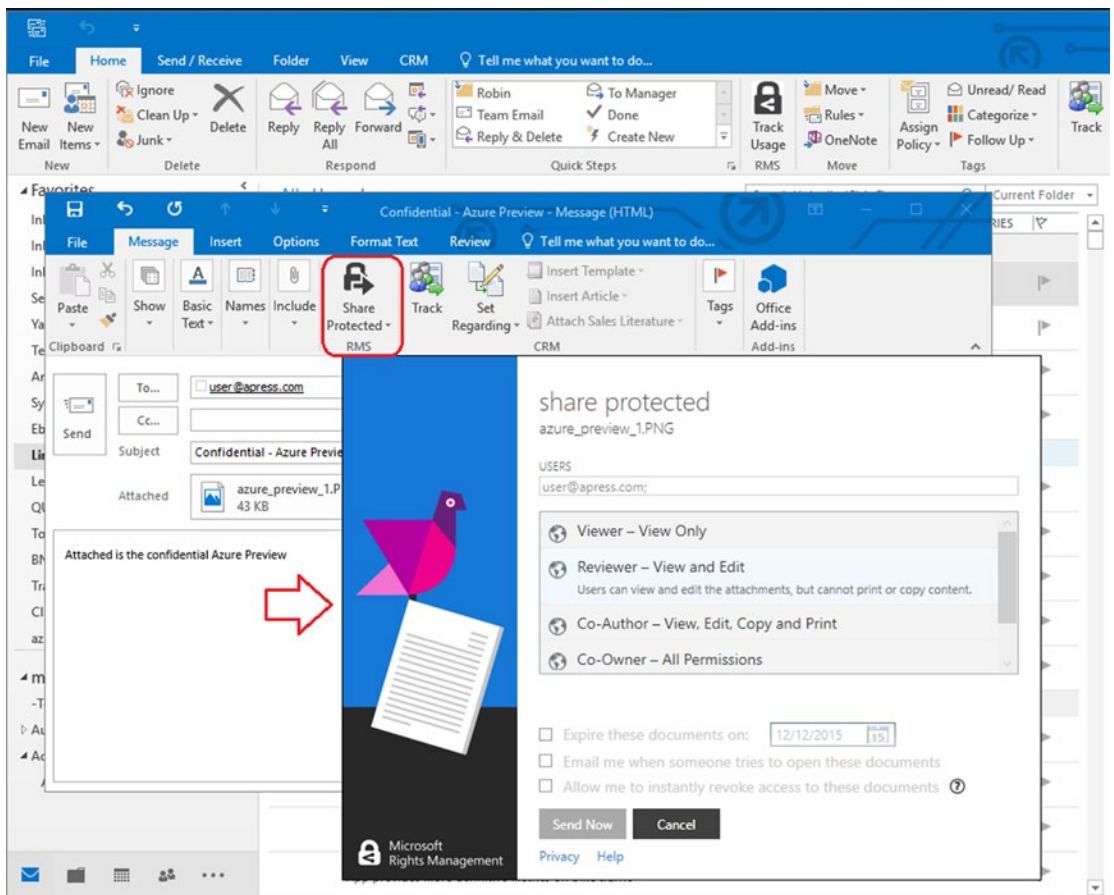 File Home Send / Receive Folder View CRM Tell me what you want to do...
New Email
New Items
Ignore
Clean Up
Junk
Delete
Reply
Reply All
Forward
Robin
Team Email
Reply & Delete
To Manager
Done
Create New
Track Usage
Move
Rules
OneNote
Assign Policy
Unread/ Read
Categorize
Follow Up
Track
New Delete Respond Quick Steps RMS Move Tags
Favorites
Current Folder
Confidential - Azure Preview - Message (HTML)
File Message Insert Options Format Text Review Tell me what you want to do...
Paste
Show
Basic Text
Names
Include
Share Protected
Track
Set Regarding
Insert Template
Insert Article
Attach Sales Literature
Tags
Office Add-ins
Clipboard RMS CRM Add-ins
Send
To... user@apress.com
Cc...
Subject Confidential - Azure Previe
Attached azure_preview_1.P
43 KB
Attached is the confidential Azure Preview
share protected
azure_preview_1.PNG
USERS
user@apress.com;
Viewer – View Only
Reviewer – View and Edit
Users can view and edit the attachments, but cannot print or copy content.
Co-Author – View, Edit, Copy and Print
Co-Owner – All Permissions
Expire these documents on: 12/12/2015 15
Email me when someone tries to open these documents
Allow me to instantly revoke access to these documents ?
Send Now Cancel
Privacy Help
Microsoft
Rights Management